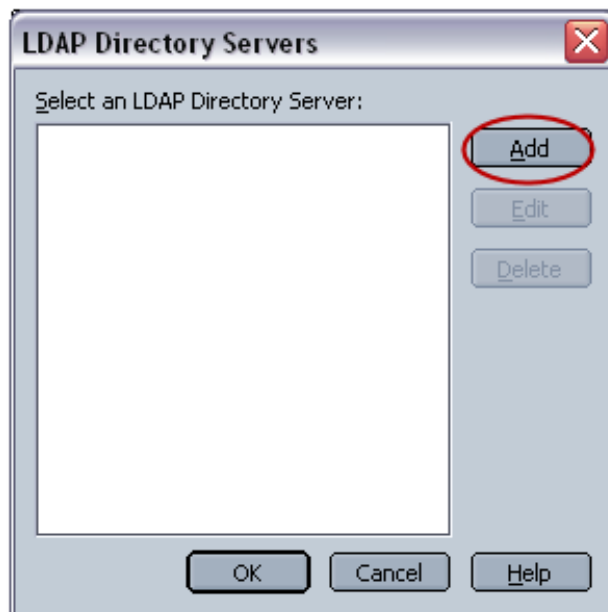 LDAP Directory Servers
Select an LDAP Directory Server:
Add
Edit
Delete
OK Cancel Help